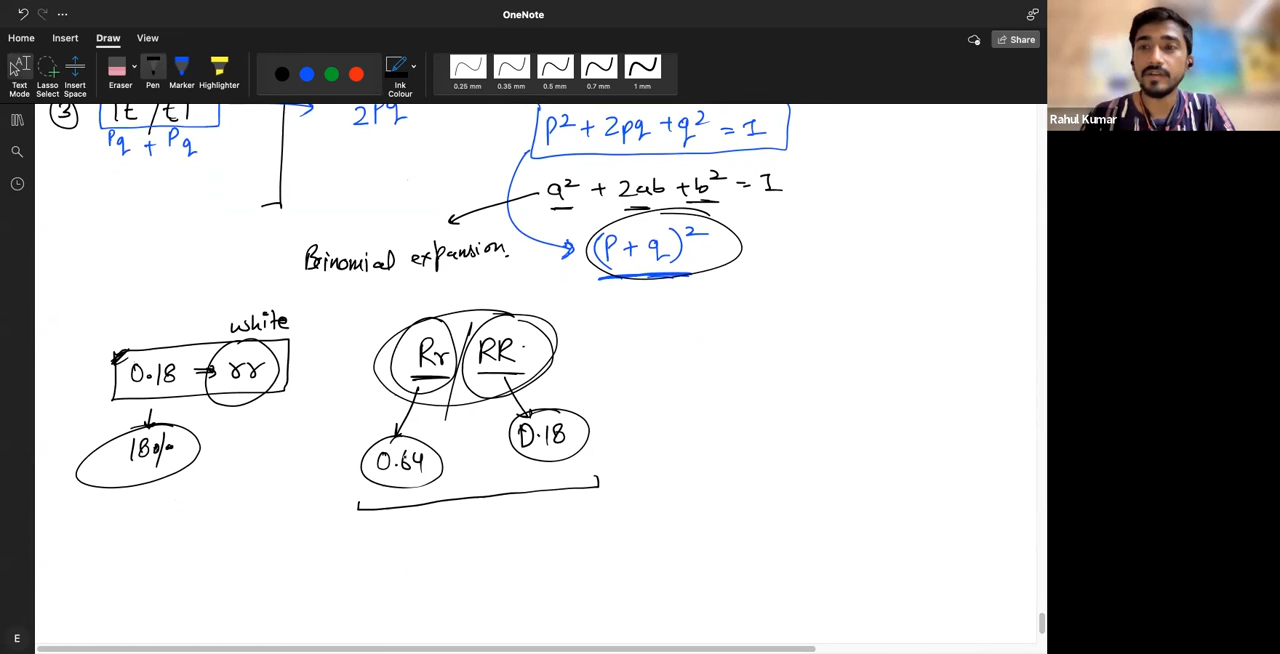 OneNote
Home Insert Draw View
Share
Text Mode
Lasso Select
Insert Space
Eraser
Pen
Marker
Highlighter
Ink Colour
0.25 mm
0.35 mm
0.5 mm
0.7 mm
1 mm
Rahul Kumar
3
Pq + Pq
2Pq
P² + 2pq + q² = 1
a² + 2ab + b² = 1
(P + q)²
Brinomial expansion.
white
0.18 → rr
18%
Rr / RR
0.64
0.18
E